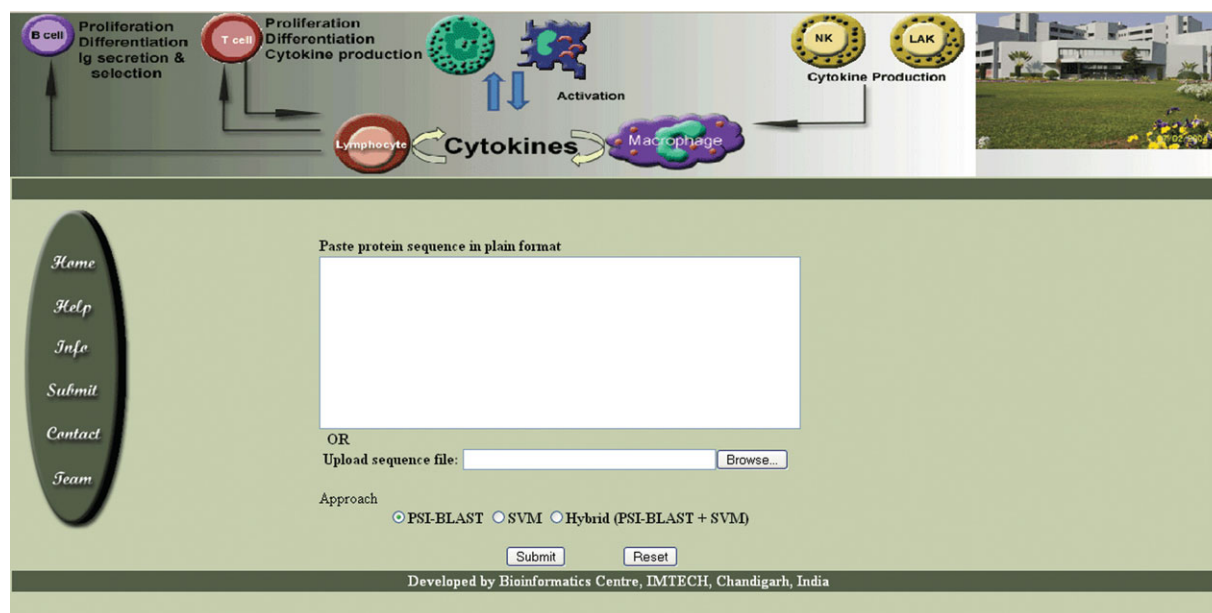 B cell
Proliferation
Differentiation
Ig secretion &
selection
T cell
Proliferation
Differentiation
Cytokine production
Activation
NK
LAK
Cytokine Production
Lymphocyte
Cytokines
Macrophage
Home
Help
Info
Submit
Contact
Team
Paste protein sequence in plain format
OR
Upload sequence file:
Browse...
Approach
PSI-BLAST SVM Hybrid (PSI-BLAST + SVM)
Submit Reset
Developed by Bioinformatics Centre, IMTECH, Chandigarh, India